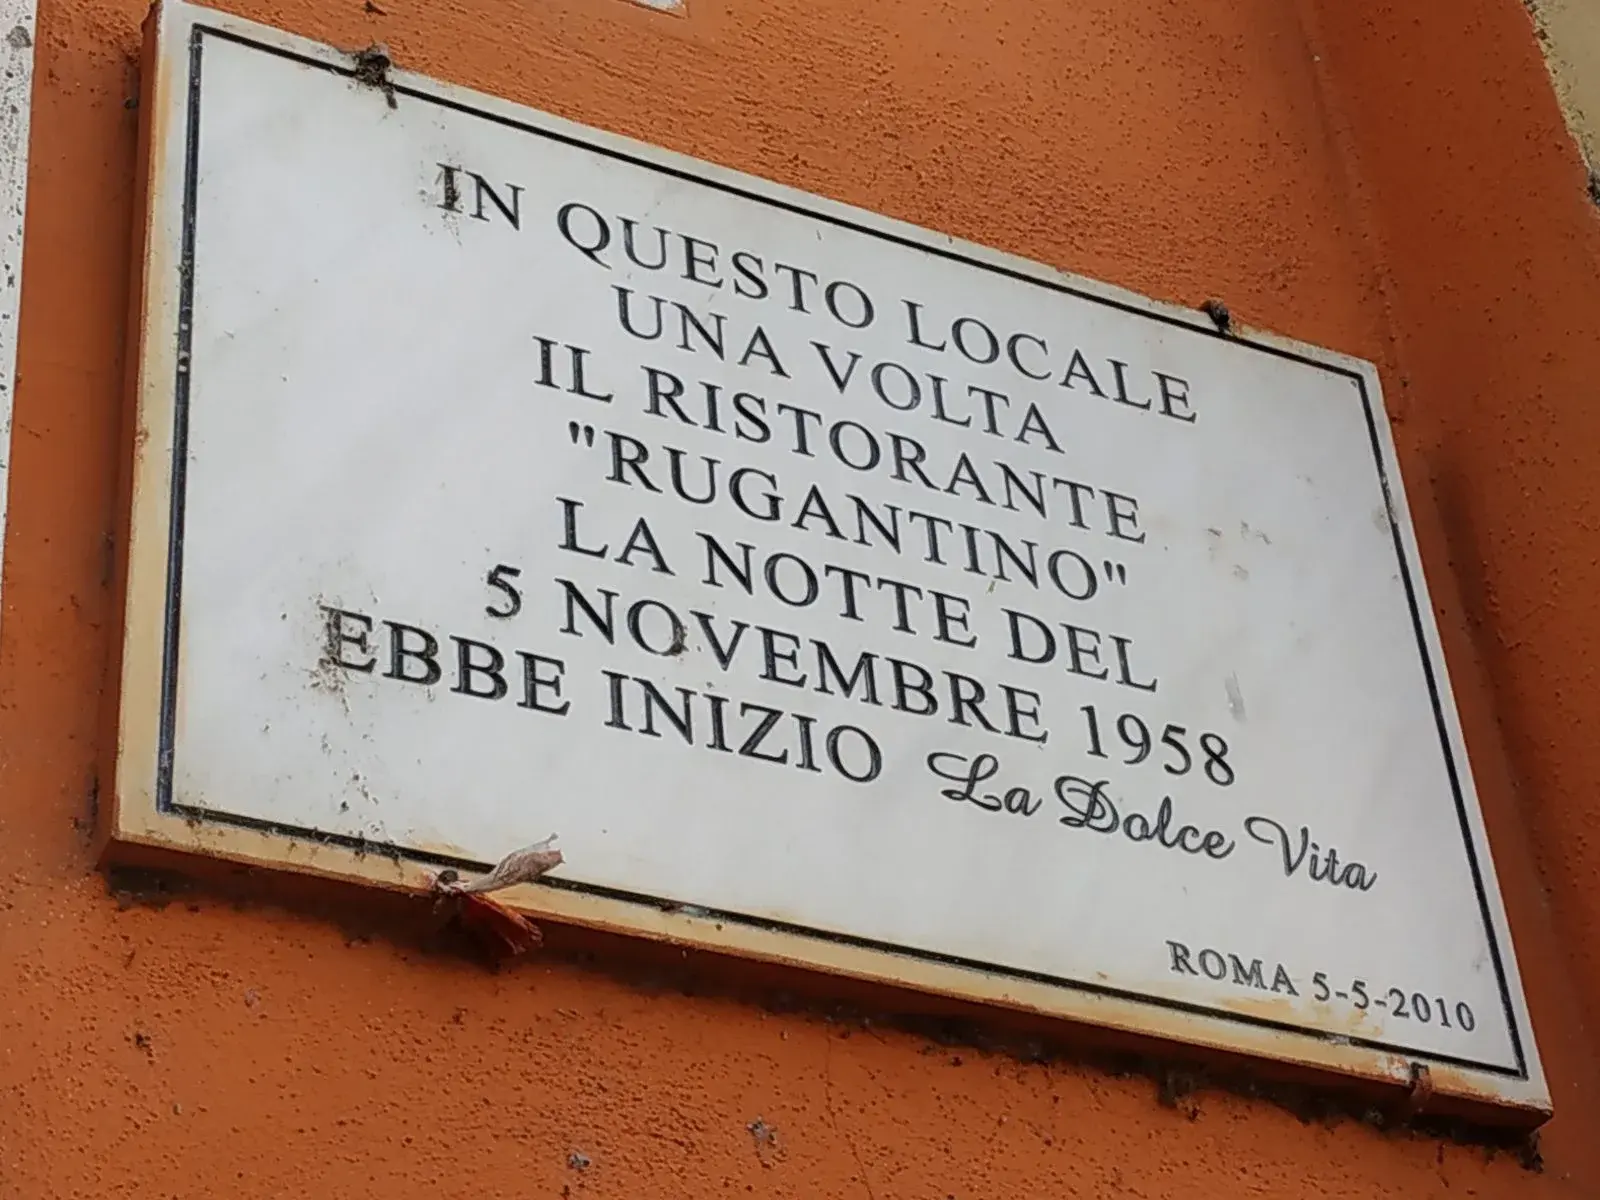 IN QUESTO LOCALE
UNA VOLTA
IL RISTORANTE
"RUGANTINO"
LA NOTTE DEL
5 NOVEMBRE 1958
EBBE INIZIO La Dolce Vita
ROMA 5-5-2010